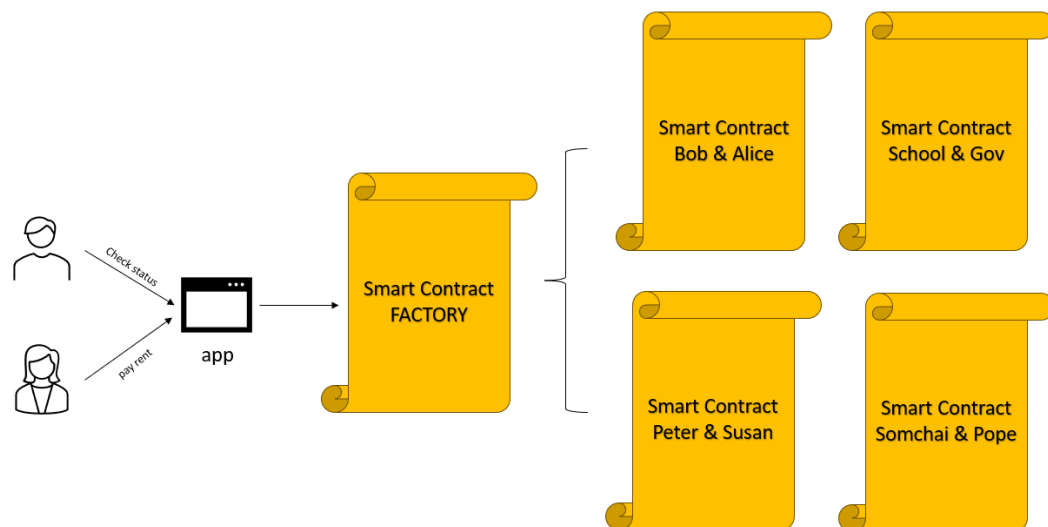 Check status
pay rent
app
Smart Contract
FACTORY
Smart Contract
Bob & Alice
Smart Contract
School & Gov
Smart Contract
Peter & Susan
Smart Contract
Somchai & Pope